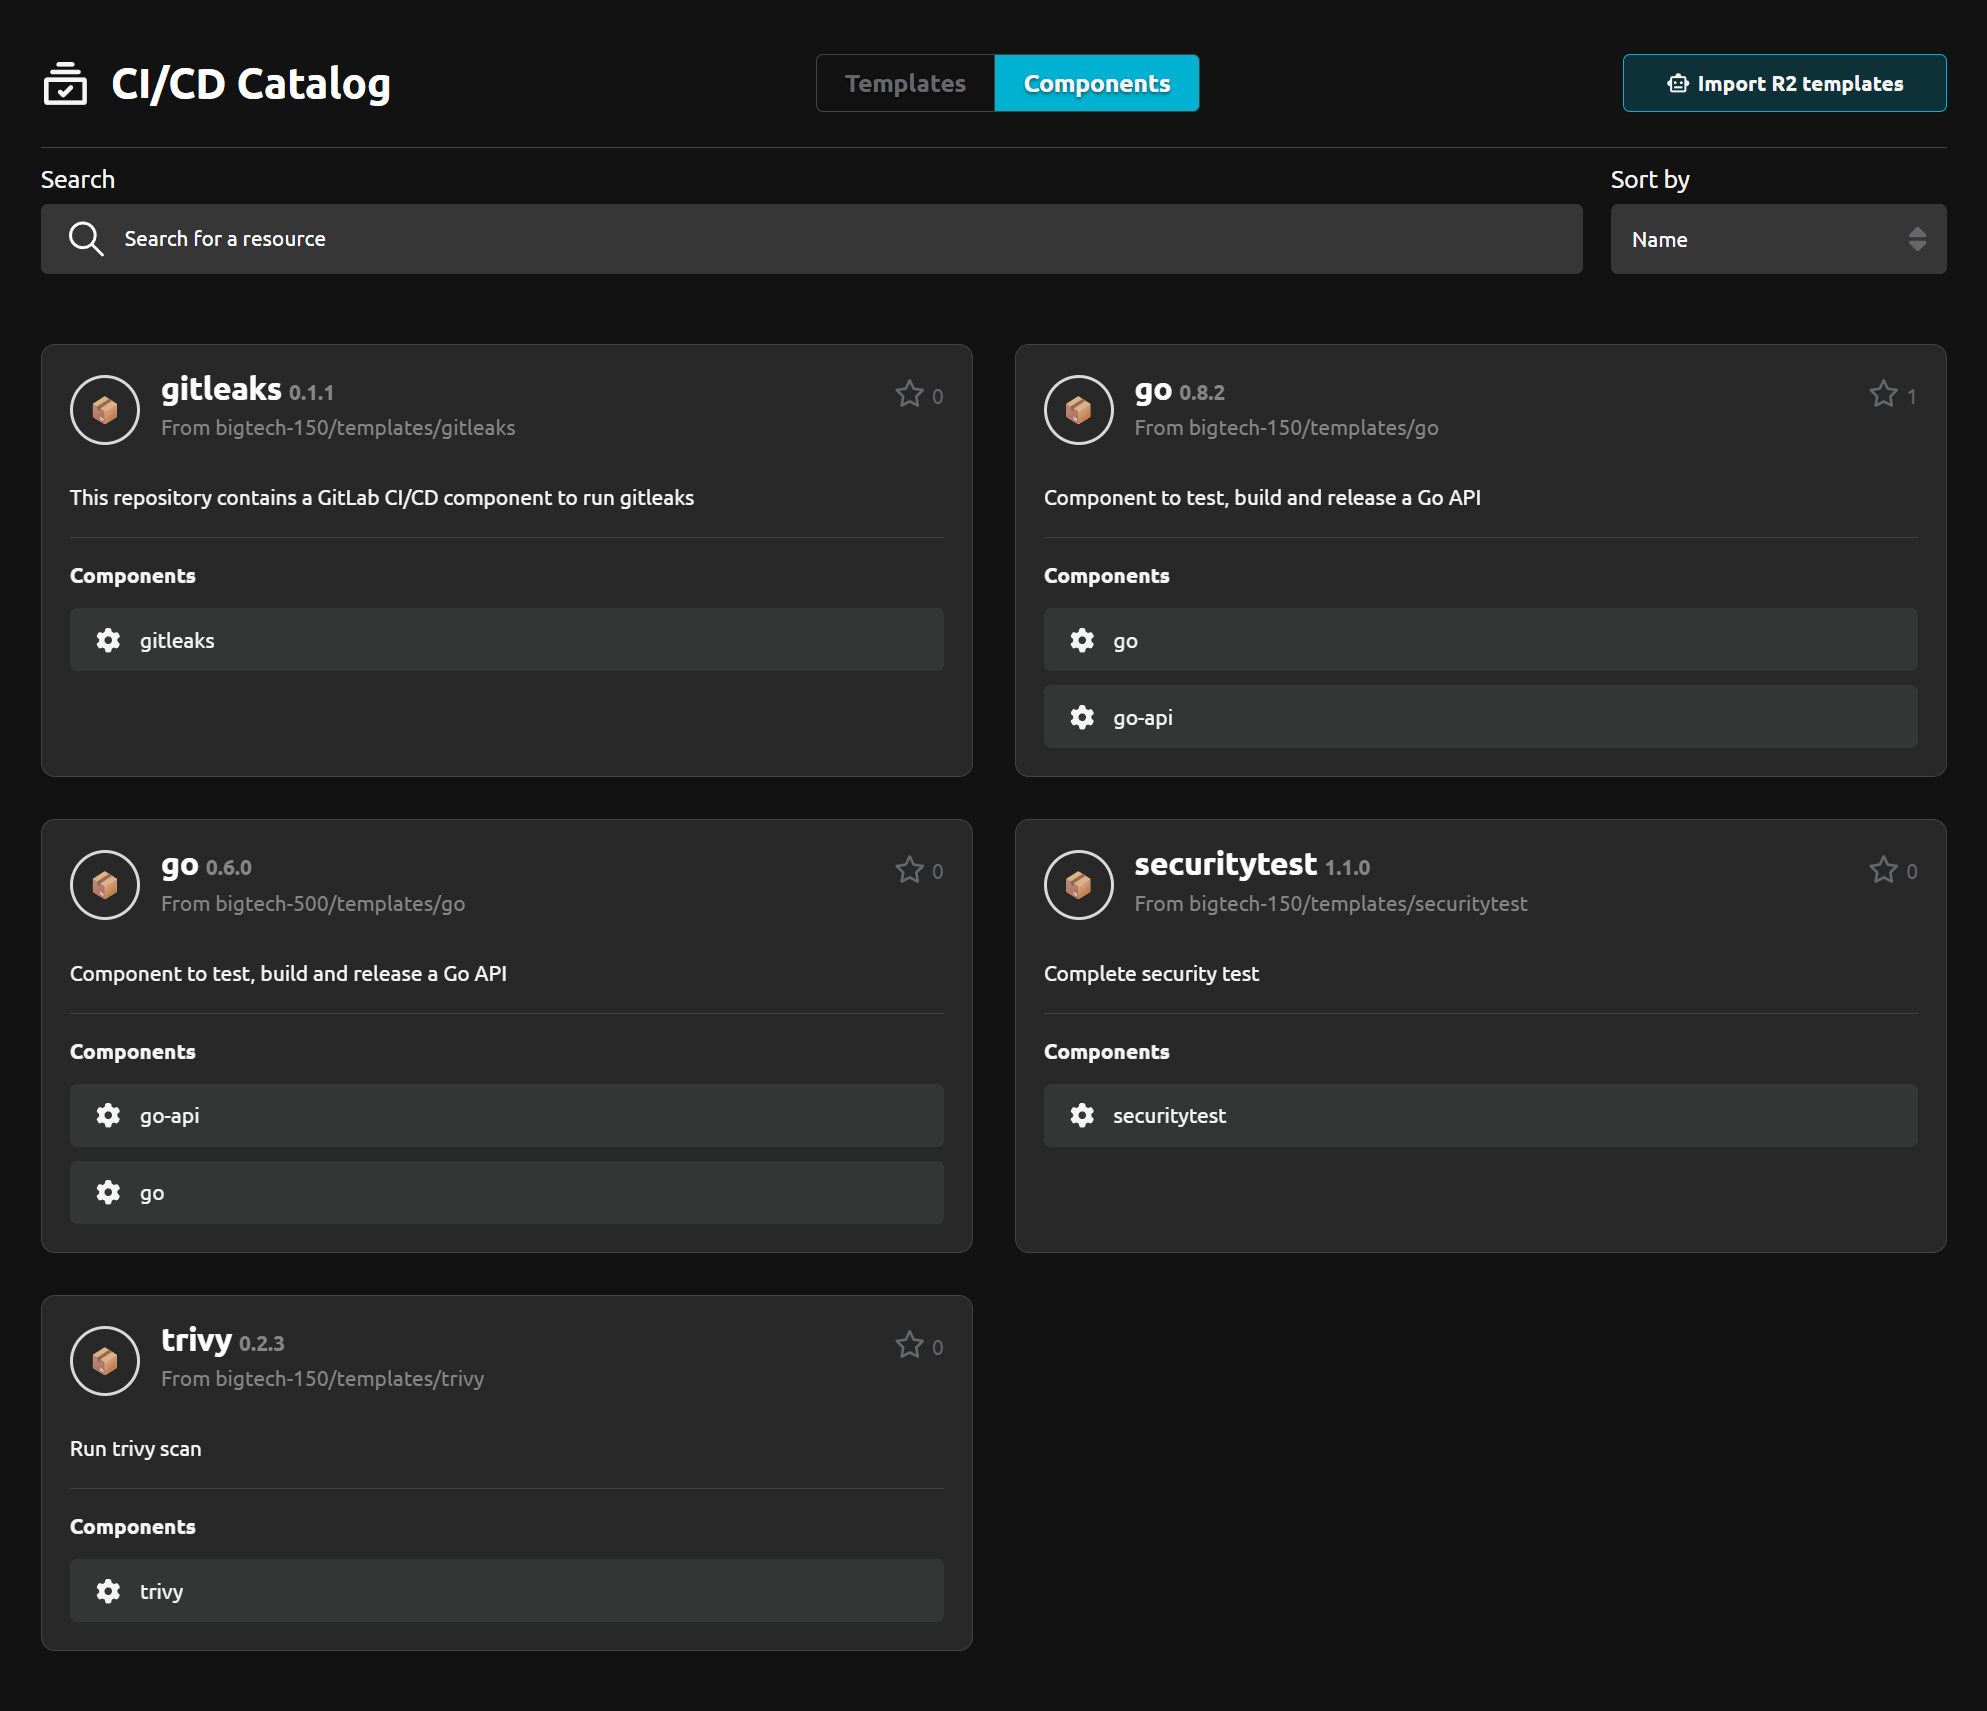 CI/CD Catalog
Templates
Components
Import R2 templates
Search
Sort by
Search for a resource
Name
gitleaks 0.1.1
0
From bigtech-150/templates/gitleaks
This repository contains a GitLab CI/CD component to run gitleaks
Components
gitleaks
go 0.8.2
1
From bigtech-150/templates/go
Component to test, build and release a Go API
Components
go
go-api
go 0.6.0
0
From bigtech-500/templates/go
Component to test, build and release a Go API
Components
go-api
go
securitytest 1.1.0
0
From bigtech-150/templates/securitytest
Complete security test
Components
securitytest
trivy 0.2.3
0
From bigtech-150/templates/trivy
Run trivy scan
Components
trivy